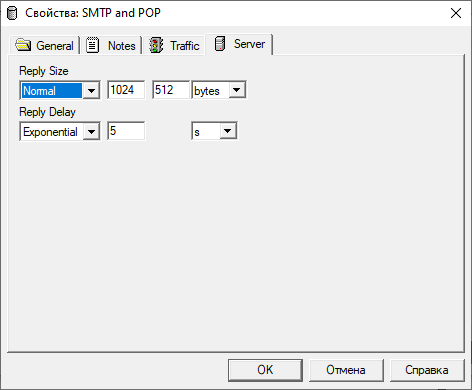 Свойства: SMTP and POP
General Notes Traffic Server
Reply Size
Normal 1024 512 bytes
Reply Delay
Exponential 5 s
OK Отмена Справка